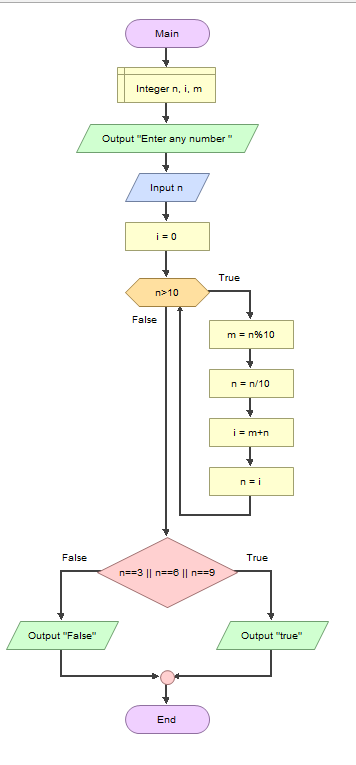 Main
Integer n, i, m
Output "Enter any number "
Input n
i = 0
n>10
True
False
m = n%10
n = n/10
i = m+n
n = i
False
n==3 || n==6 || n==9
True
Output "False"
Output "true"
End